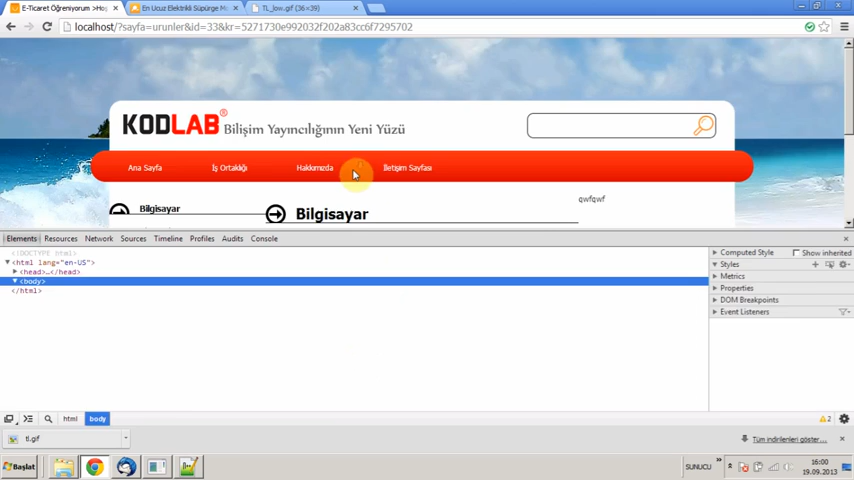 E-Ticaret Öğreniyorum >Hoş
En Ucuz Elektrikli Süpürge Mo
TL_low.gif (36×39)
localhost/?sayfa=urunler&id=33&kr=5271730e992032f202a83cc6f7295702
KODLAB® Bilişim Yayıncılığının Yeni Yüzü
Ana Sayfa
İş Ortaklığı
Hakkımızda
İletişim Sayfası
Bilgisayar
Bilgisayar
qwfqwf
Elements Resources Network Sources Timeline Profiles Audits Console
<!DOCTYPE html>
<html lang="en-US">
<head>…</head>
<body>
</html>
Computed Style Show inherited
Styles
Metrics
Properties
DOM Breakpoints
Event Listeners
html body
2
tl.gif
Tüm indirilenleri göster...
Başlat
SUNUCU
16:00
19.09.2013